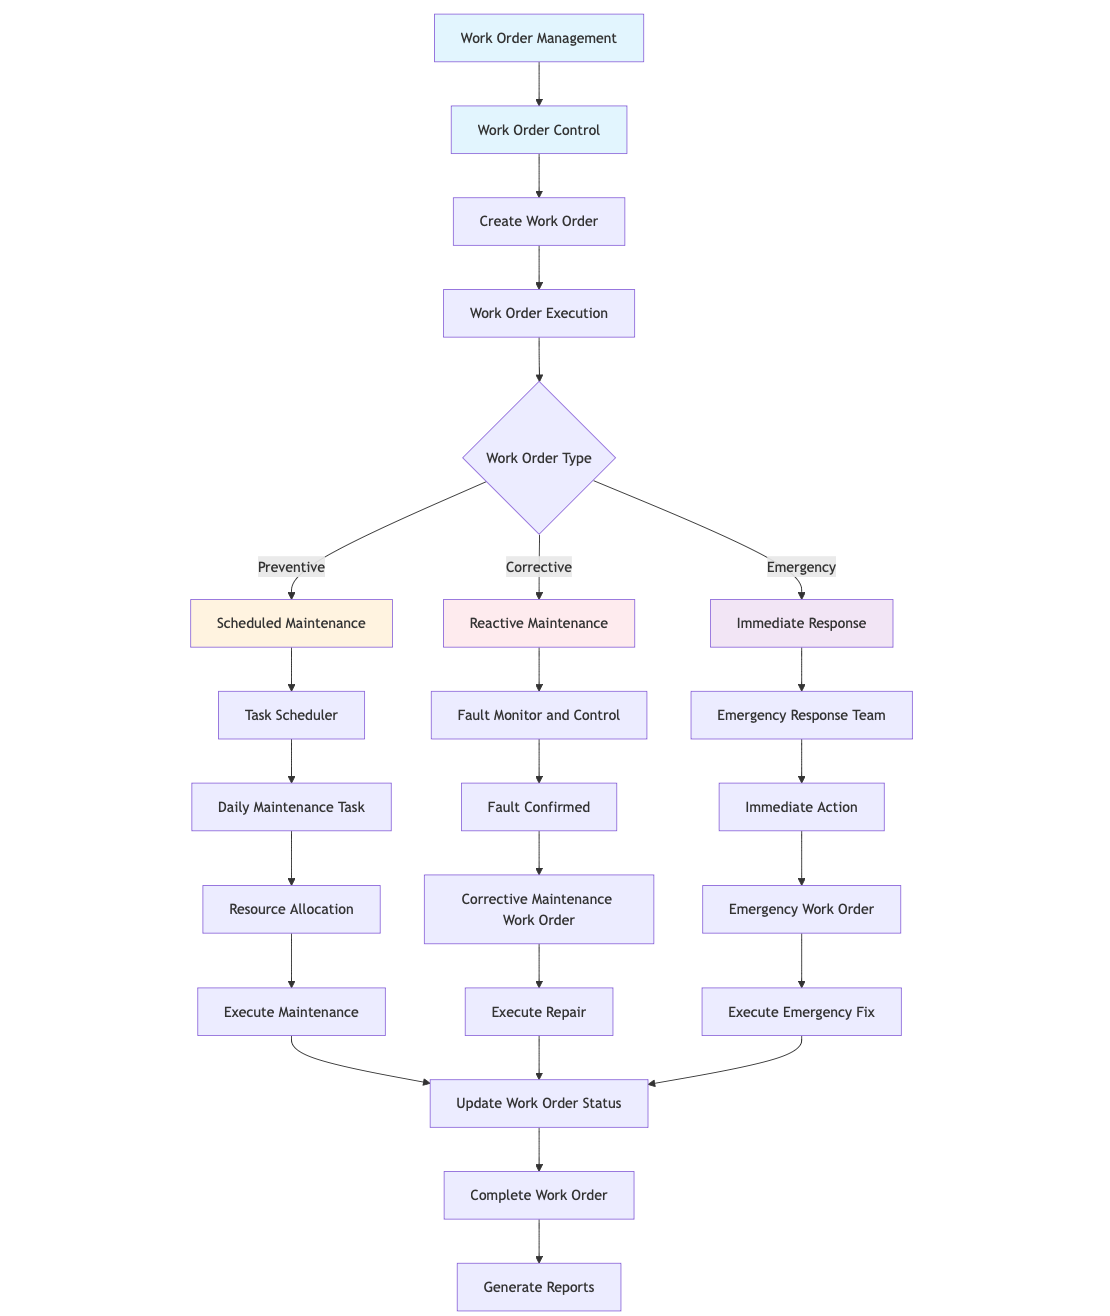 Work Order Management
Work Order Control
Create Work Order
Work Order Execution
Work Order Type
Preventive
Corrective
Emergency
Scheduled Maintenance
Reactive Maintenance
Immediate Response
Task Scheduler
Fault Monitor and Control
Emergency Response Team
Daily Maintenance Task
Fault Confirmed
Immediate Action
Resource Allocation
Corrective Maintenance
Work Order
Emergency Work Order
Execute Maintenance
Execute Repair
Execute Emergency Fix
Update Work Order Status
Complete Work Order
Generate Reports